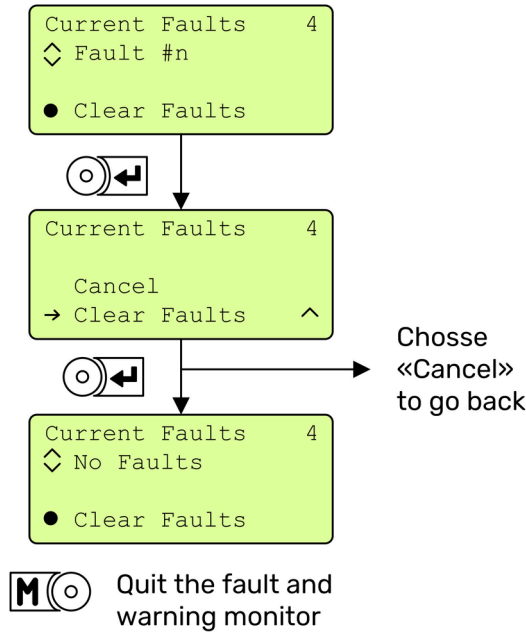 Current Faults 4
Fault #n
● Clear Faults
Current Faults 4
Cancel
→ Clear Faults ^
Chosse
«Cancel»
to go back
Current Faults 4
No Faults
● Clear Faults
M
Quit the fault and
warning monitor